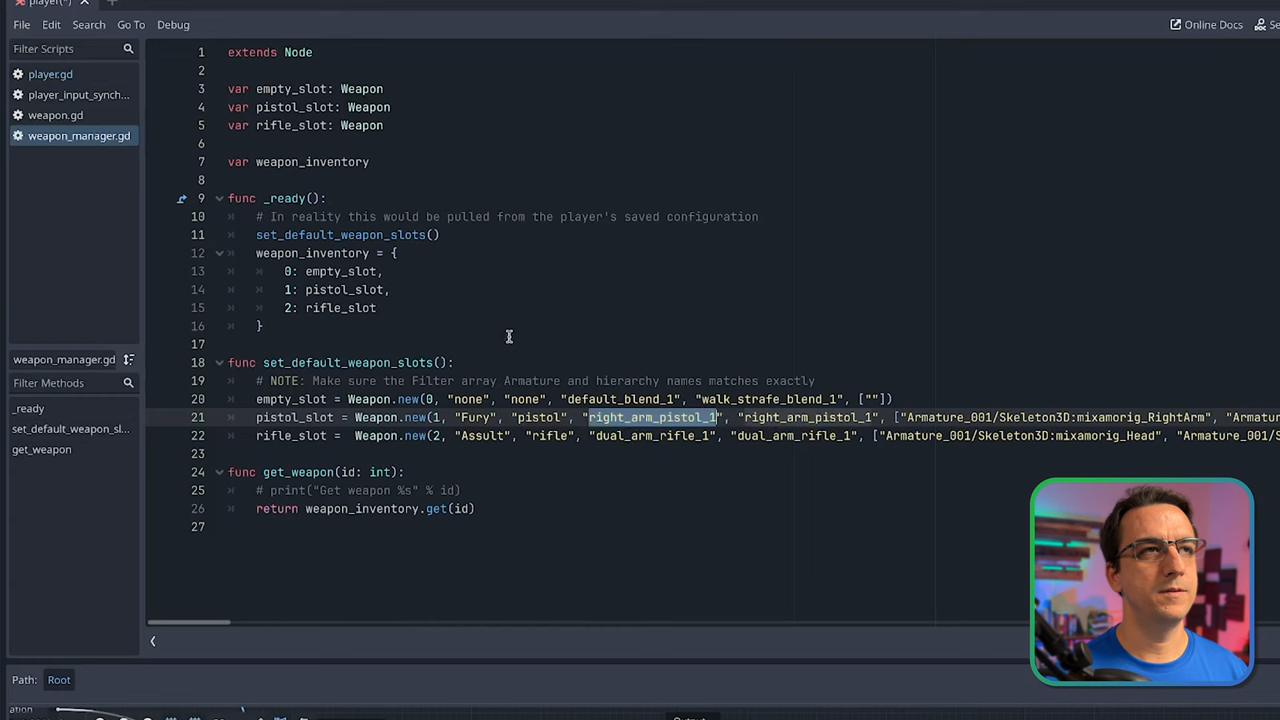 player(*)
File Edit Search Go To Debug
Online Docs
Filter Scripts
player.gd
player_input_synch...
weapon.gd
weapon_manager.gd
weapon_manager.gd
Filter Methods
_ready
set_default_weapon_sl...
get_weapon
1 extends Node
2
3 var empty_slot: Weapon
4 var pistol_slot: Weapon
5 var rifle_slot: Weapon
6
7 var weapon_inventory
8
9 func _ready():
10 # In reality this would be pulled from the player's saved configuration
11 set_default_weapon_slots()
12 weapon_inventory = {
13 0: empty_slot,
14 1: pistol_slot,
15 2: rifle_slot
16 }
17
18 func set_default_weapon_slots():
19 # NOTE: Make sure the Filter array Armature and hierarchy names matches exactly
20 empty_slot = Weapon.new(0, "none", "none", "default_blend_1", "walk_strafe_blend_1", [""])
21 pistol_slot = Weapon.new(1, "Fury", "pistol", "right_arm_pistol_1", "right_arm_pistol_1", ["Armature_001/Skeleton3D:mixamorig_RightArm", "Armatu
22 rifle_slot =  Weapon.new(2, "Assult", "rifle", "dual_arm_rifle_1", "dual_arm_rifle_1", ["Armature_001/Skeleton3D:mixamorig_Head", "Armature_001/S
23
24 func get_weapon(id: int):
25 # print("Get weapon %s" % id)
26 return weapon_inventory.get(id)
27
Path: Root